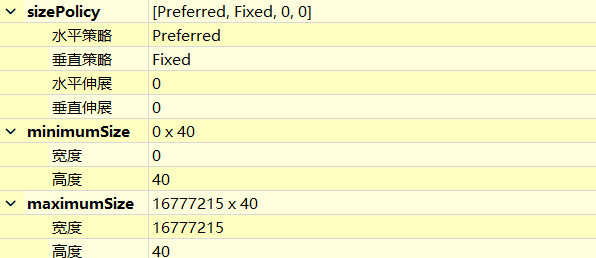 sizePolicy [Preferred, Fixed, 0, 0]
水平策略 Preferred
垂直策略 Fixed
水平伸展 0
垂直伸展 0
minimumSize 0 x 40
宽度 0
高度 40
maximumSize 16777215 x 40
宽度 16777215
高度 40